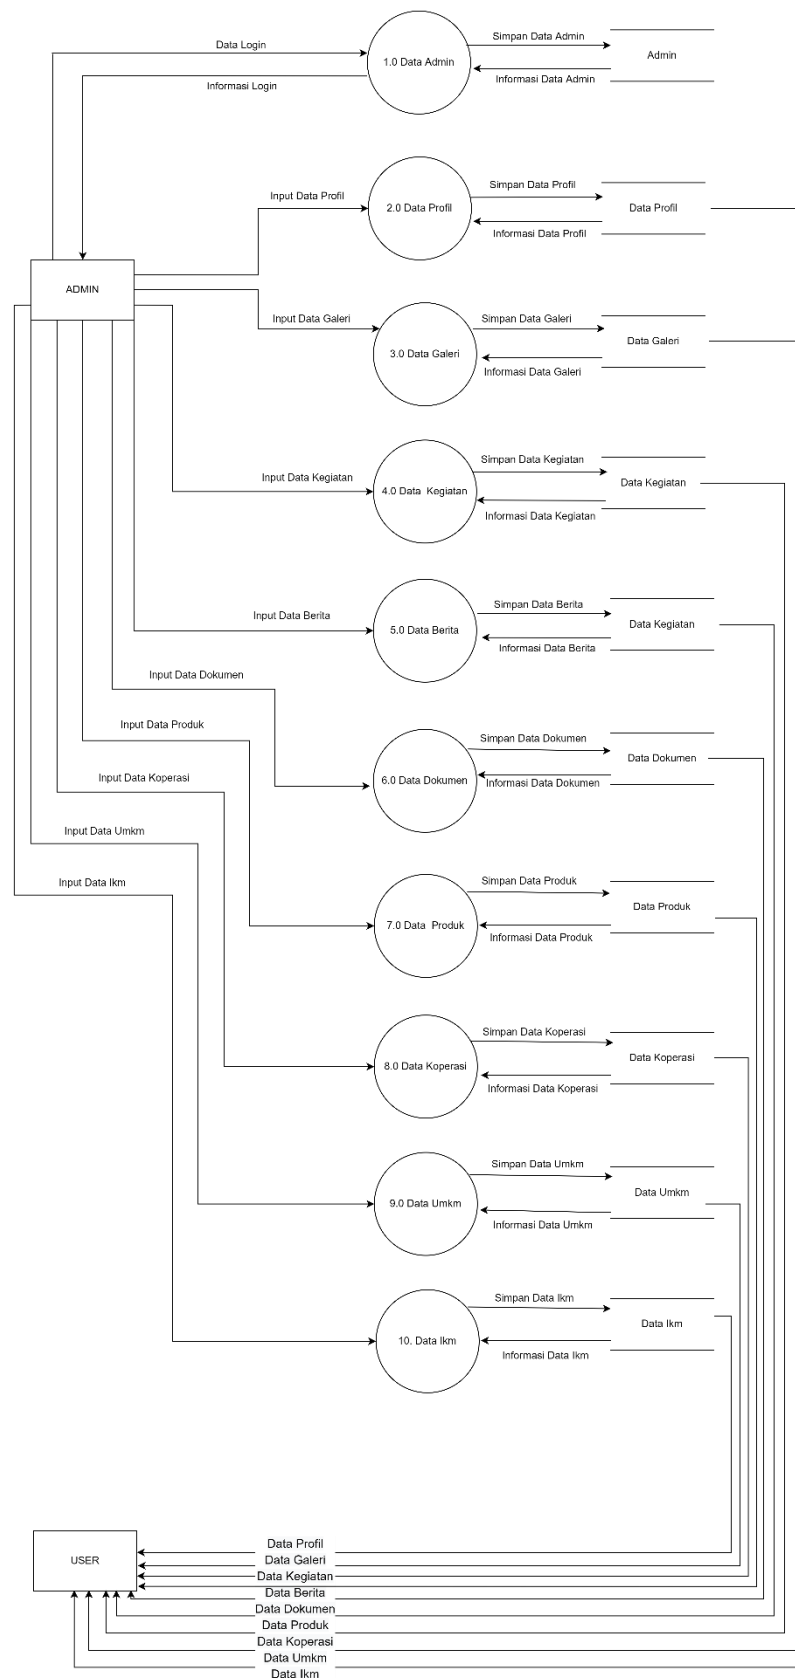 Data Login
Simpan Data Admin
1.0 Data Admin
Admin
Informasi Login
Informasi Data Admin
Input Data Profil
Simpan Data Profil
2.0 Data Profil
Data Profil
Informasi Data Profil
ADMIN
Input Data Galeri
Simpan Data Galeri
3.0 Data Galeri
Data Galeri
Informasi Data Galeri
Input Data Kegiatan
Simpan Data Kegiatan
4.0 Data  Kegiatan
Data Kegiatan
Informasi Data Kegiatan
Input Data Berita
Simpan Data Berita
5.0 Data Berita
Data Kegiatan
Informasi Data Berita
Input Data Dokumen
Input Data Produk
Simpan Data Dokumen
6.0 Data Dokumen
Data Dokumen
Informasi Data Dokumen
Input Data Koperasi
Input Data Umkm
Input Data Ikm
Simpan Data Produk
7.0 Data  Produk
Data Produk
Informasi Data Produk
Simpan Data Koperasi
8.0 Data Koperasi
Data Koperasi
Informasi Data Koperasi
Simpan Data Umkm
9.0 Data Umkm
Data Umkm
Informasi Data Umkm
Simpan Data Ikm
10. Data Ikm
Data Ikm
Informasi Data Ikm
USER
Data Profil
Data Galeri
Data Kegiatan
Data Berita
Data Dokumen
Data Produk
Data Koperasi
Data Umkm
Data Ikm